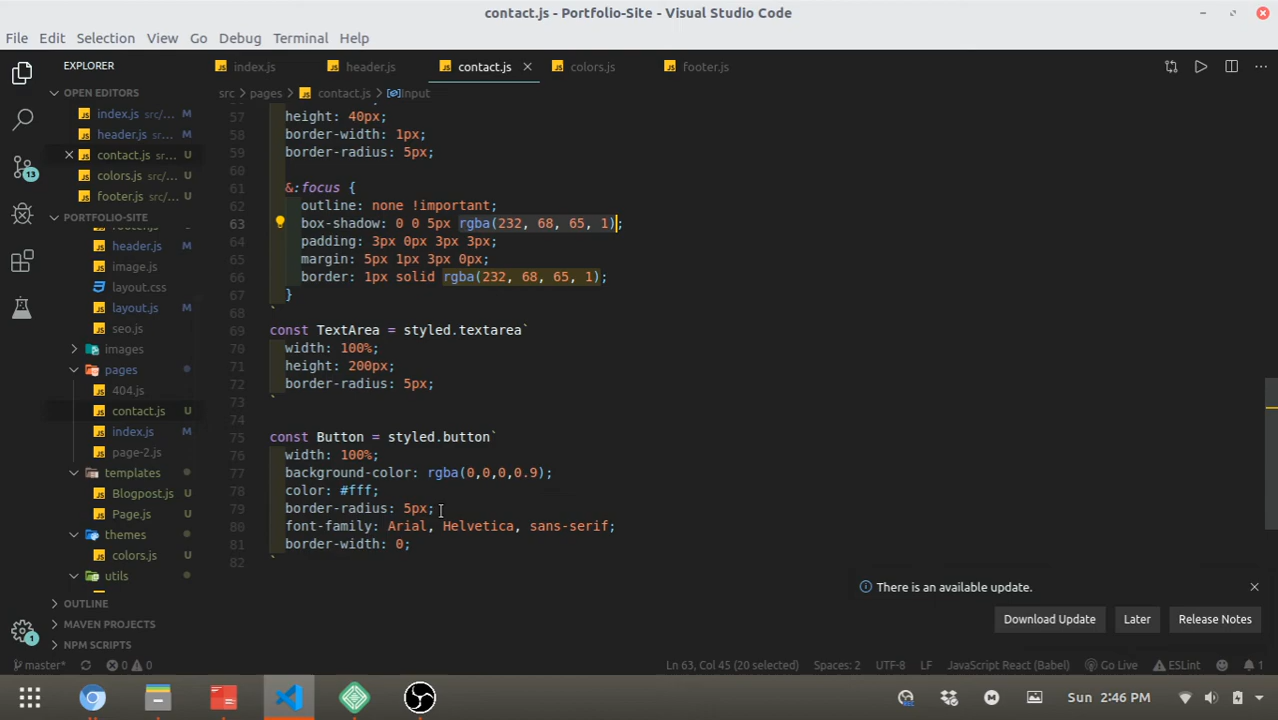 contact.js - Portfolio-Site - Visual Studio Code
File Edit Selection View Go Debug Terminal Help
EXPLORER
index.js header.js contact.js colors.js footer.js
src > pages > contact.js > input
OPEN EDITORS
index.js src/... M
header.js src... M
contact.js sr... U
colors.js src... U
footer.js src/... U
PORTFOLIO-SITE
header.js U
image.js
layout.css
layout.js U
seo.js
images
pages
404.js
contact.js U
index.js M
page-2.js
templates
Blogpost.js U
Page.js U
themes
colors.js U
utils
OUTLINE
MAVEN PROJECTS
NPM SCRIPTS
13
1
57 height: 40px;
58 border-width: 1px;
59 border-radius: 5px;
60
61 &:focus {
62 outline: none !important;
63 box-shadow: 0 0 5px rgba(232, 68, 65, 1);
64 padding: 3px 0px 3px 3px;
65 margin: 5px 1px 3px 0px;
66 border: 1px solid rgba(232, 68, 65, 1);
67 }
68 `
69 const TextArea = styled.textarea`
70 width: 100%;
71 height: 200px;
72 border-radius: 5px;
73 `
74
75 const Button = styled.button`
76 width: 100%;
77 background-color: rgba(0,0,0,0.9);
78 color: #fff;
79 border-radius: 5px;
80 font-family: Arial, Helvetica, sans-serif;
81 border-width: 0;
82 `
There is an available update.
Download Update Later Release Notes
master* 0 0 Ln 63, Col 45 (20 selected) Spaces: 2 UTF-8 LF JavaScript React (Babel) Go Live ESLint 1
Sun 2:46 PM